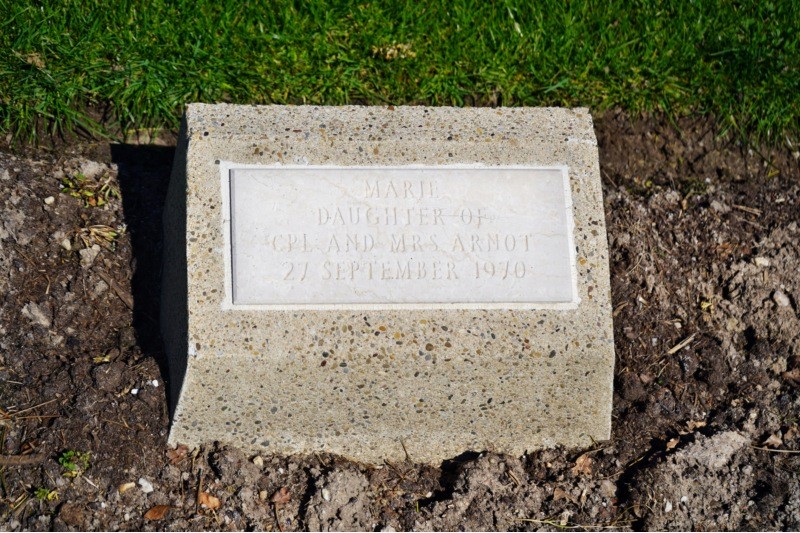 MARIE
DAUGHTER OF
CPL AND MRS ARNOT
27 SEPTEMBER 1970